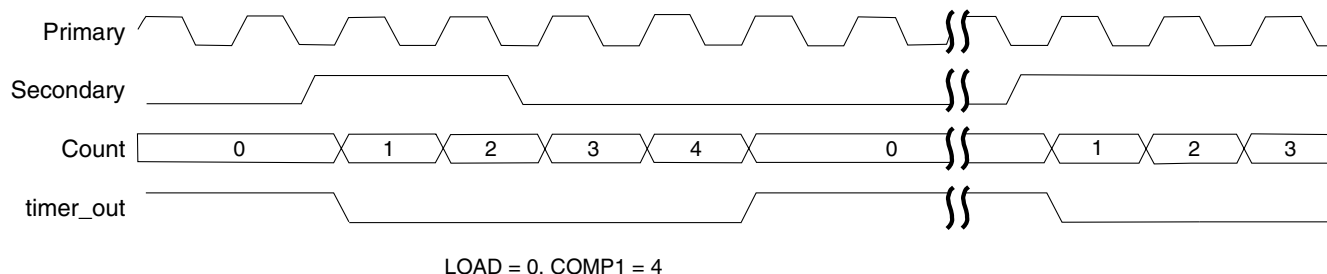 Primary
Secondary
Count 0 1 2 3 4 0 1 2 3
timer_out
LOAD = 0, COMP1 = 4